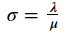 σ = λ/μ